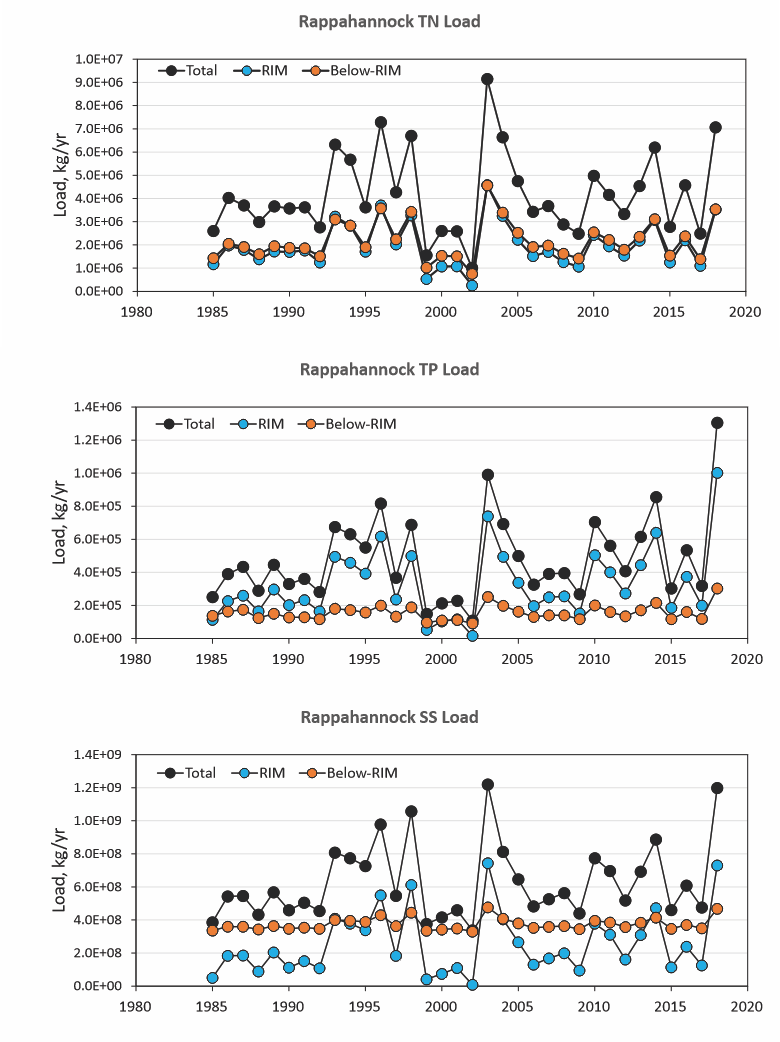 Rappahannock TN Load
1.0E+07
Total RIM Below-RIM
9.0E+06
8.0E+06
7.0E+06
6.0E+06
5.0E+06
4.0E+06
3.0E+06
2.0E+06
1.0E+06
0.0E+00
Load, kg/yr
1980 1985 1990 1995 2000 2005 2010 2015 2020
Rappahannock TP Load
1.4E+06
Total RIM Below-RIM
1.2E+06
1.0E+06
8.0E+05
6.0E+05
4.0E+05
2.0E+05
0.0E+00
Load, kg/yr
1980 1985 1990 1995 2000 2005 2010 2015 2020
Rappahannock SS Load
1.4E+09
Total RIM Below-RIM
1.2E+09
1.0E+09
8.0E+08
6.0E+08
4.0E+08
2.0E+08
0.0E+00
Load, kg/yr
1980 1985 1990 1995 2000 2005 2010 2015 2020